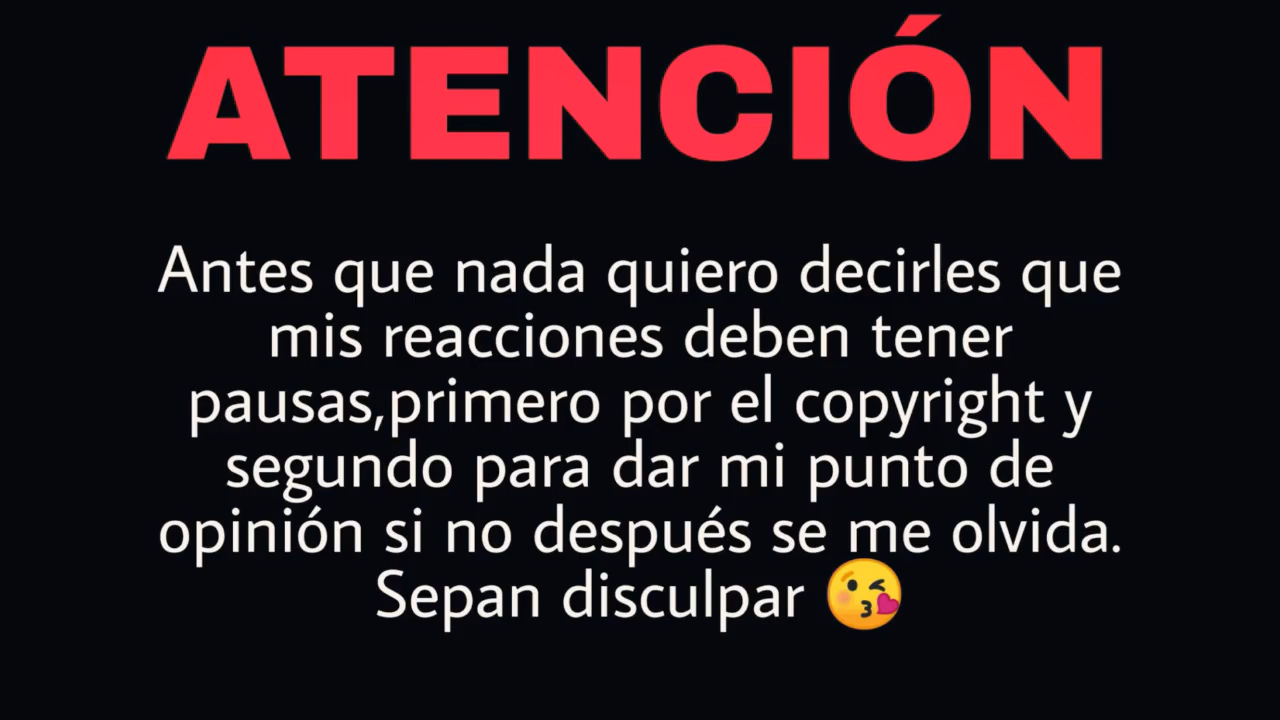 ATENCIÓN
Antes que nada quiero decirles que
mis reacciones deben tener
pausas,primero por el copyright y
segundo para dar mi punto de
opinión si no después se me olvida.
Sepan disculpar 😘